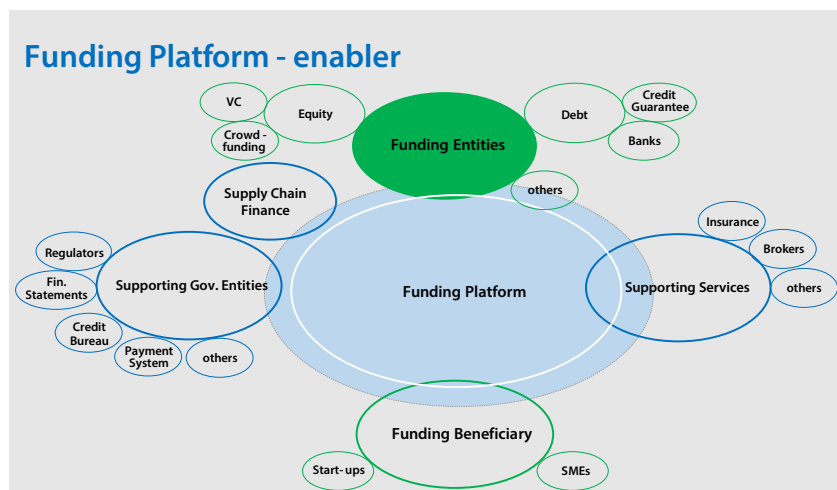 Funding Platform - enabler
VC
Equity
Crowd -
funding
Funding Entities
Debt
Credit
Guarantee
Banks
others
Supply Chain
Finance
Regulators
Fin.
Statements
Supporting Gov. Entities
Credit
Bureau
Payment
System
others
Funding Platform
Insurance
Brokers
Supporting Services
others
Funding Beneficiary
Start- ups
SMEs